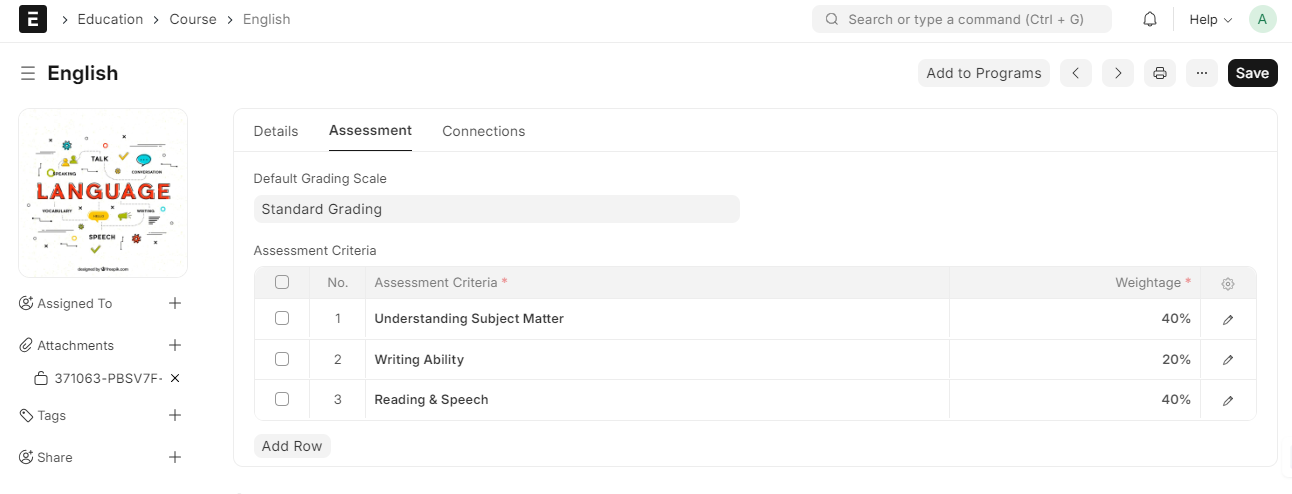 E
Education
Course
English
Search or type a command (Ctrl + G)
Help
A
English
Add to Programs
Save
TALK
SPEAKING
CONVERSATION
LANGUAGE
VOCABULARY
HELLO
WRITING
SPEECH
designed by freepik.com
Assigned To
Attachments
371063-PBSV7F-
Tags
Share
Details
Assessment
Connections
Default Grading Scale
Standard Grading
Assessment Criteria
No. Assessment Criteria * Weightage *
1 Understanding Subject Matter 40%
2 Writing Ability 20%
3 Reading & Speech 40%
Add Row